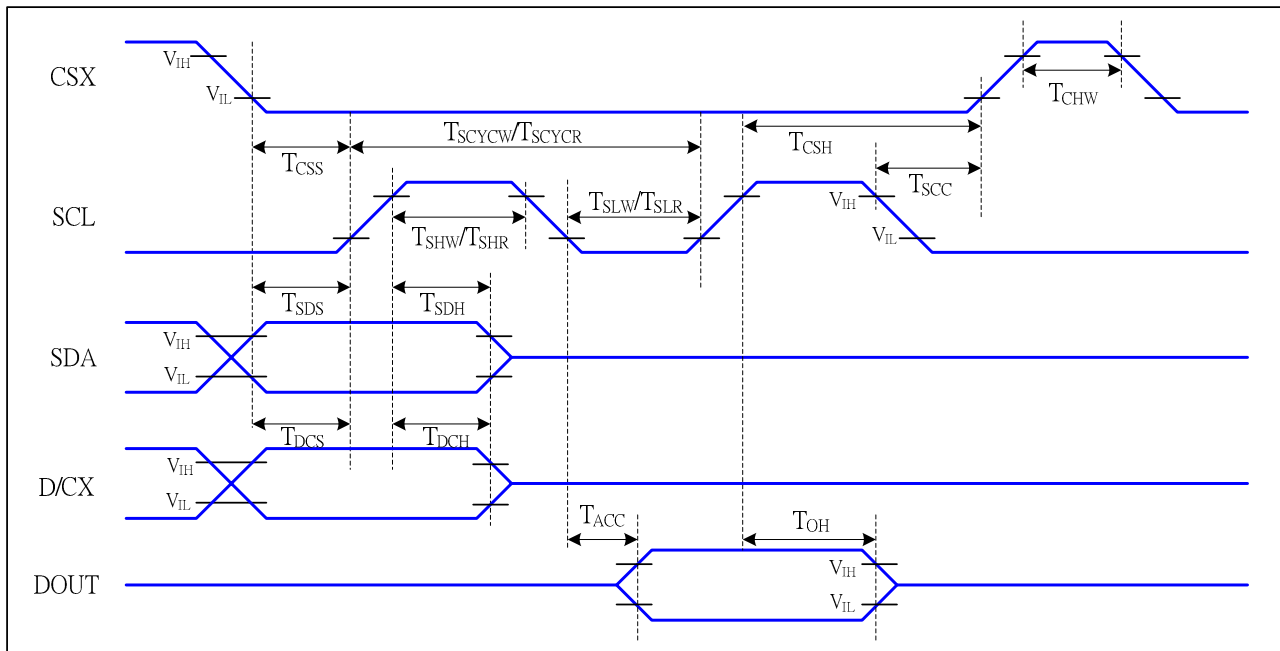 CSX
VIH
VIL
TCHW
TSCYCW/TSCYCR
TCSS
TCSH
TSCC
SCL
TSLW/TSLR
VIH
TSHW/TSHR
VIL
TSDS
TSDH
VIH
SDA
VIL
TDCS
TDCH
VIH
D/CX
VIL
TACC
TOH
DOUT
VIH
VIL